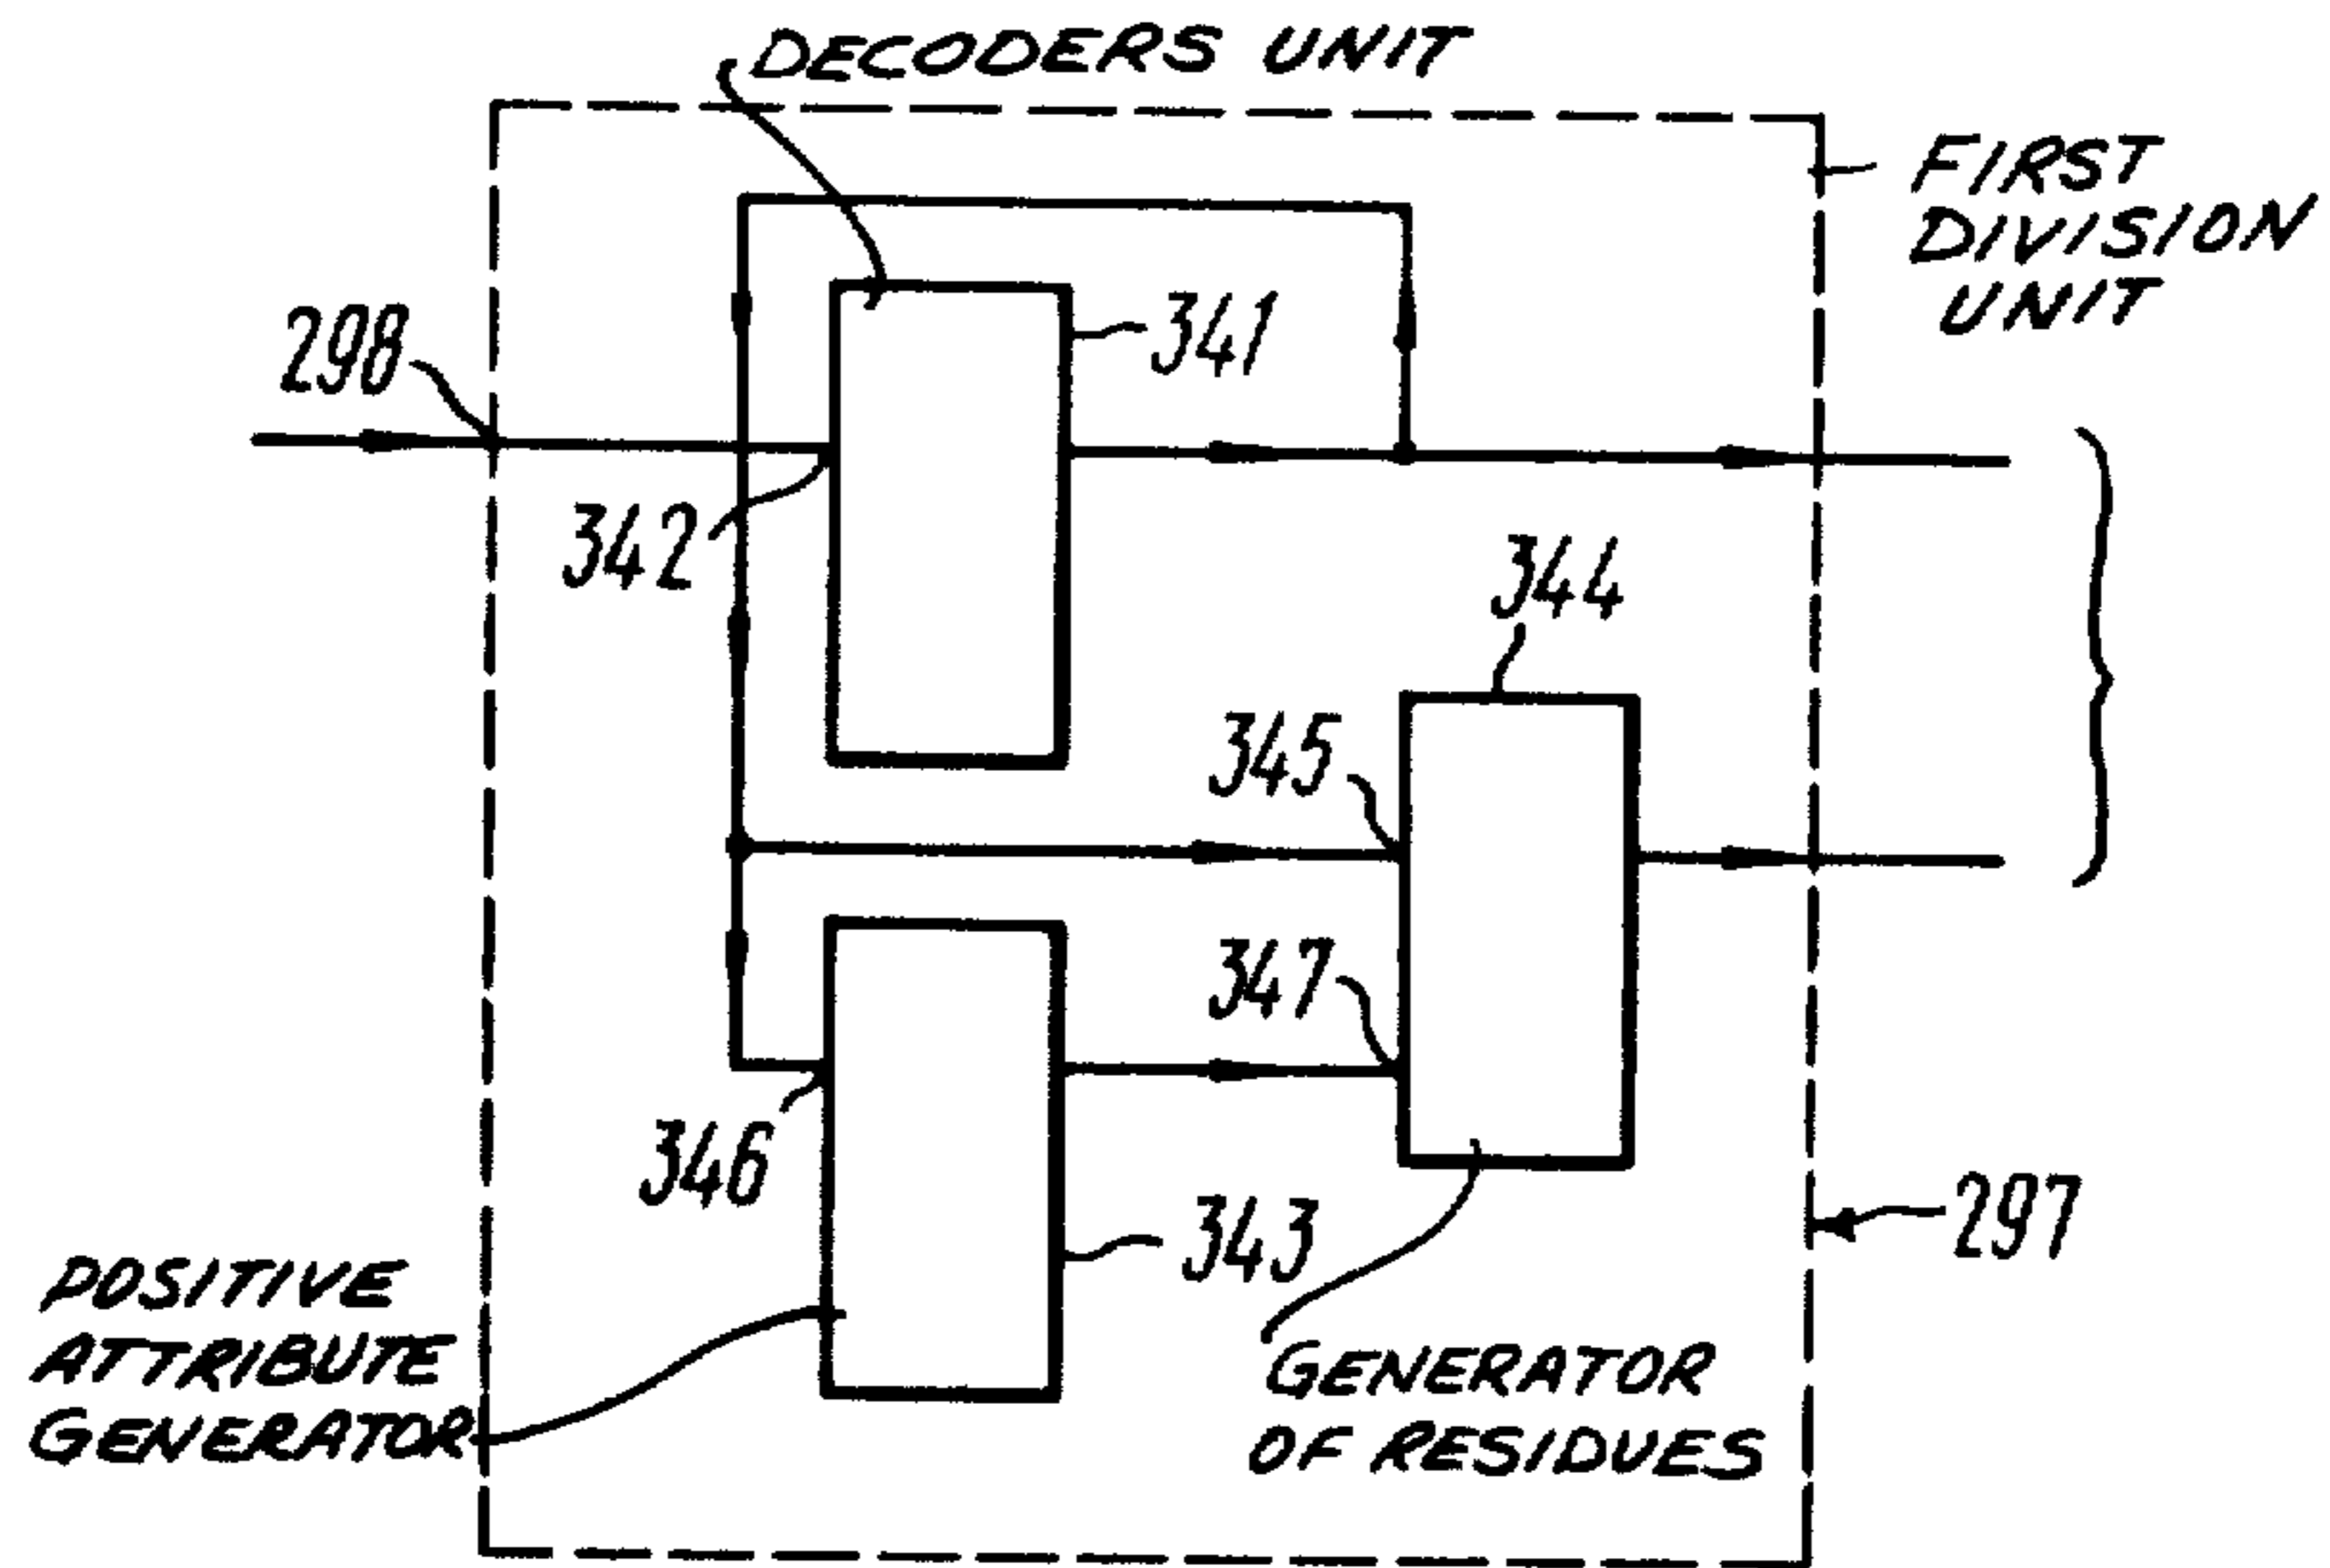 DECODERS UNIT
FIRST
DIVISION
UNIT
298
341
342
344
345
347
346
343
297
POSITIVE
ATTRIBUTE
GENERATOR
GENERATOR
OF RESIDUES